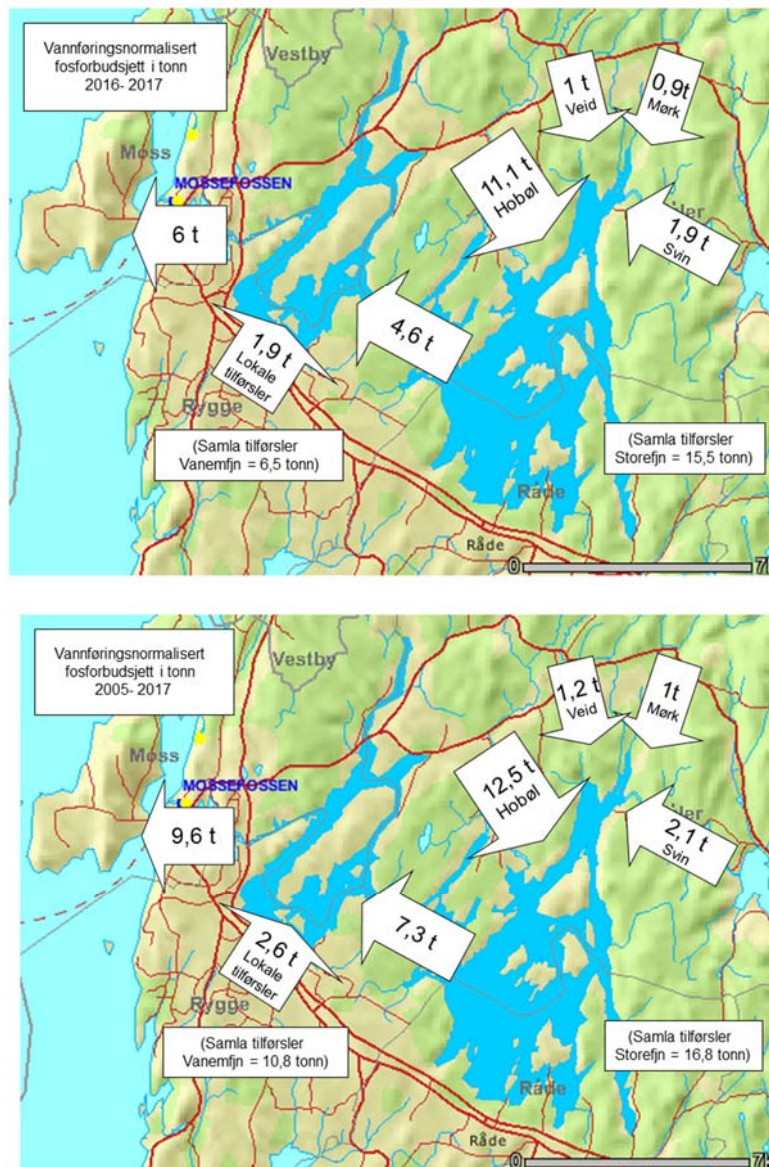 Vannføringsnormalisert
fosforbudsjett i tonn
2016- 2017
Vestby
1 t
Veid
0,9t
Mørk
Moss
MOSSEFOSSEN
11,1 t
Hobøl
6 t
1,9 t
Svin
4,6 t
1,9 t
Lokale
tilførsler
Rygge
(Samla tilførsler
Vanemfjn = 6,5 tonn)
(Samla tilførsler
Storefjn = 15,5 tonn)
Råde
Råde
0
7
Vannføringsnormalisert
fosforbudsjett i tonn
2005- 2017
Vestby
1,2 t
Veid
1t
Mørk
Moss
MOSSEFOSSEN
12,5 t
Hobøl
9,6 t
2,1 t
Svin
7,3 t
2,6 t
Lokale
tilførsler
Rygge
(Samla tilførsler
Vanemfjn = 10,8 tonn)
(Samla tilførsler
Storefjn = 16,8 tonn)
Råde
Råde
0